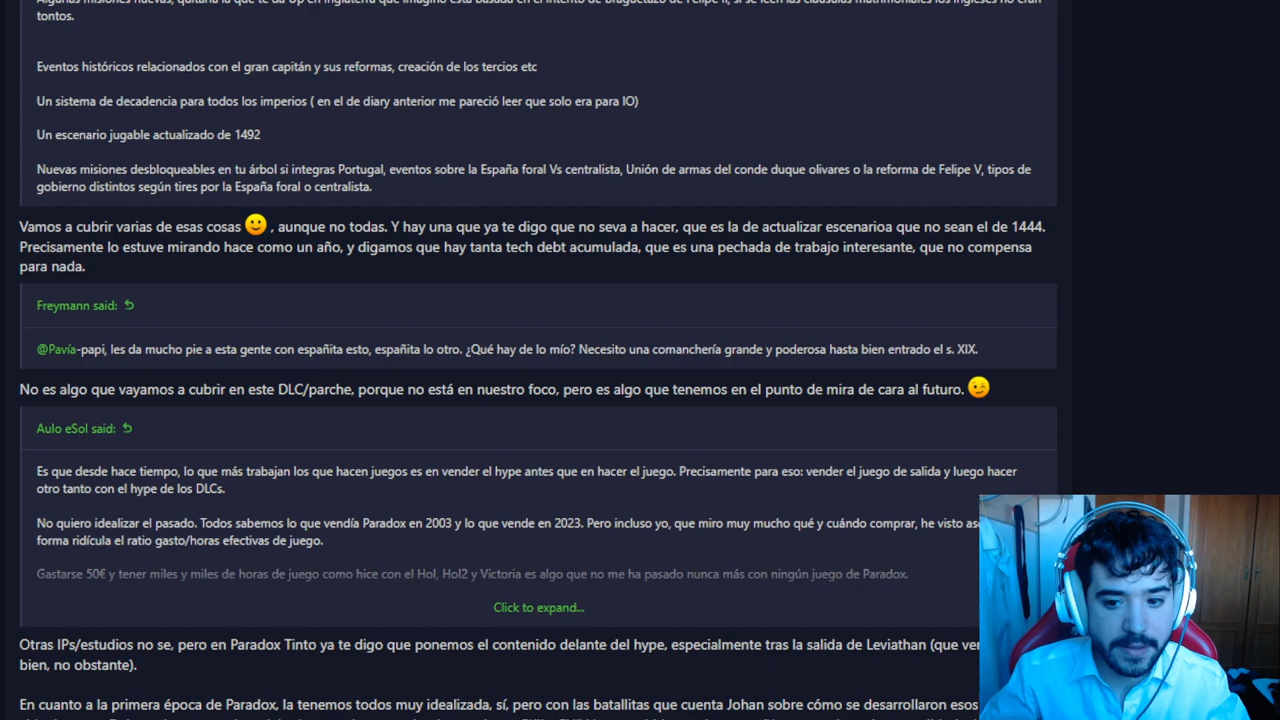 Algunas misiones nuevas, quitaría la que te da Up en Inglaterra que imagino está basada en el intento de braguetazo de Felipe II, si se leen las cláusulas matrimoniales los ingleses no eran
tontos.
Eventos históricos relacionados con el gran capitán y sus reformas, creación de los tercios etc
Un sistema de decadencia para todos los imperios ( en el de diary anterior me pareció leer que solo era para IO)
Un escenario jugable actualizado de 1492
Nuevas misiones desbloqueables en tu árbol si integras Portugal, eventos sobre la España foral Vs centralista, Unión de armas del conde duque olivares o la reforma de Felipe V, tipos de
gobierno distintos según tires por la España foral o centralista.
Vamos a cubrir varias de esas cosas 🙂 , aunque no todas. Y hay una que ya te digo que no seva a hacer, que es la de actualizar escenarioa que no sean el de 1444.
Precisamente lo estuve mirando hace como un año, y digamos que hay tanta tech debt acumulada, que es una pechada de trabajo interesante, que no compensa
para nada.
Freymann said:
@Pavía-papi, les da mucho pie a esta gente con españita esto, españita lo otro. ¿Qué hay de lo mío? Necesito una comanchería grande y poderosa hasta bien entrado el s. XIX.
No es algo que vayamos a cubrir en este DLC/parche, porque no está en nuestro foco, pero es algo que tenemos en el punto de mira de cara al futuro. 😉
Aulo eSol said:
Es que desde hace tiempo, lo que más trabajan los que hacen juegos es en vender el hype antes que en hacer el juego. Precisamente para eso: vender el juego de salida y luego hacer
otro tanto con el hype de los DLCs.
No quiero idealizar el pasado. Todos sabemos lo que vendía Paradox en 2003 y lo que vende en 2023. Pero incluso yo, que miro muy mucho qué y cuándo comprar, he visto
forma ridícula el ratio gasto/horas efectivas de juego.
Gastarse 50€ y tener miles y miles de horas de juego como hice con el HoI, HoI2 y Victoria es algo que no me ha pasado nunca más con ningún juego de Paradox.
Click to expand...
Otras IPs/estudios no se, pero en Paradox Tinto ya te digo que ponemos el contenido delante del hype, especialmente tras la salida de Leviathan (que
bien, no obstante).
En cuanto a la primera época de Paradox, la tenemos todos muy idealizada, sí, pero con las batallitas que cuenta Johan sobre cómo se desarrollaron esos